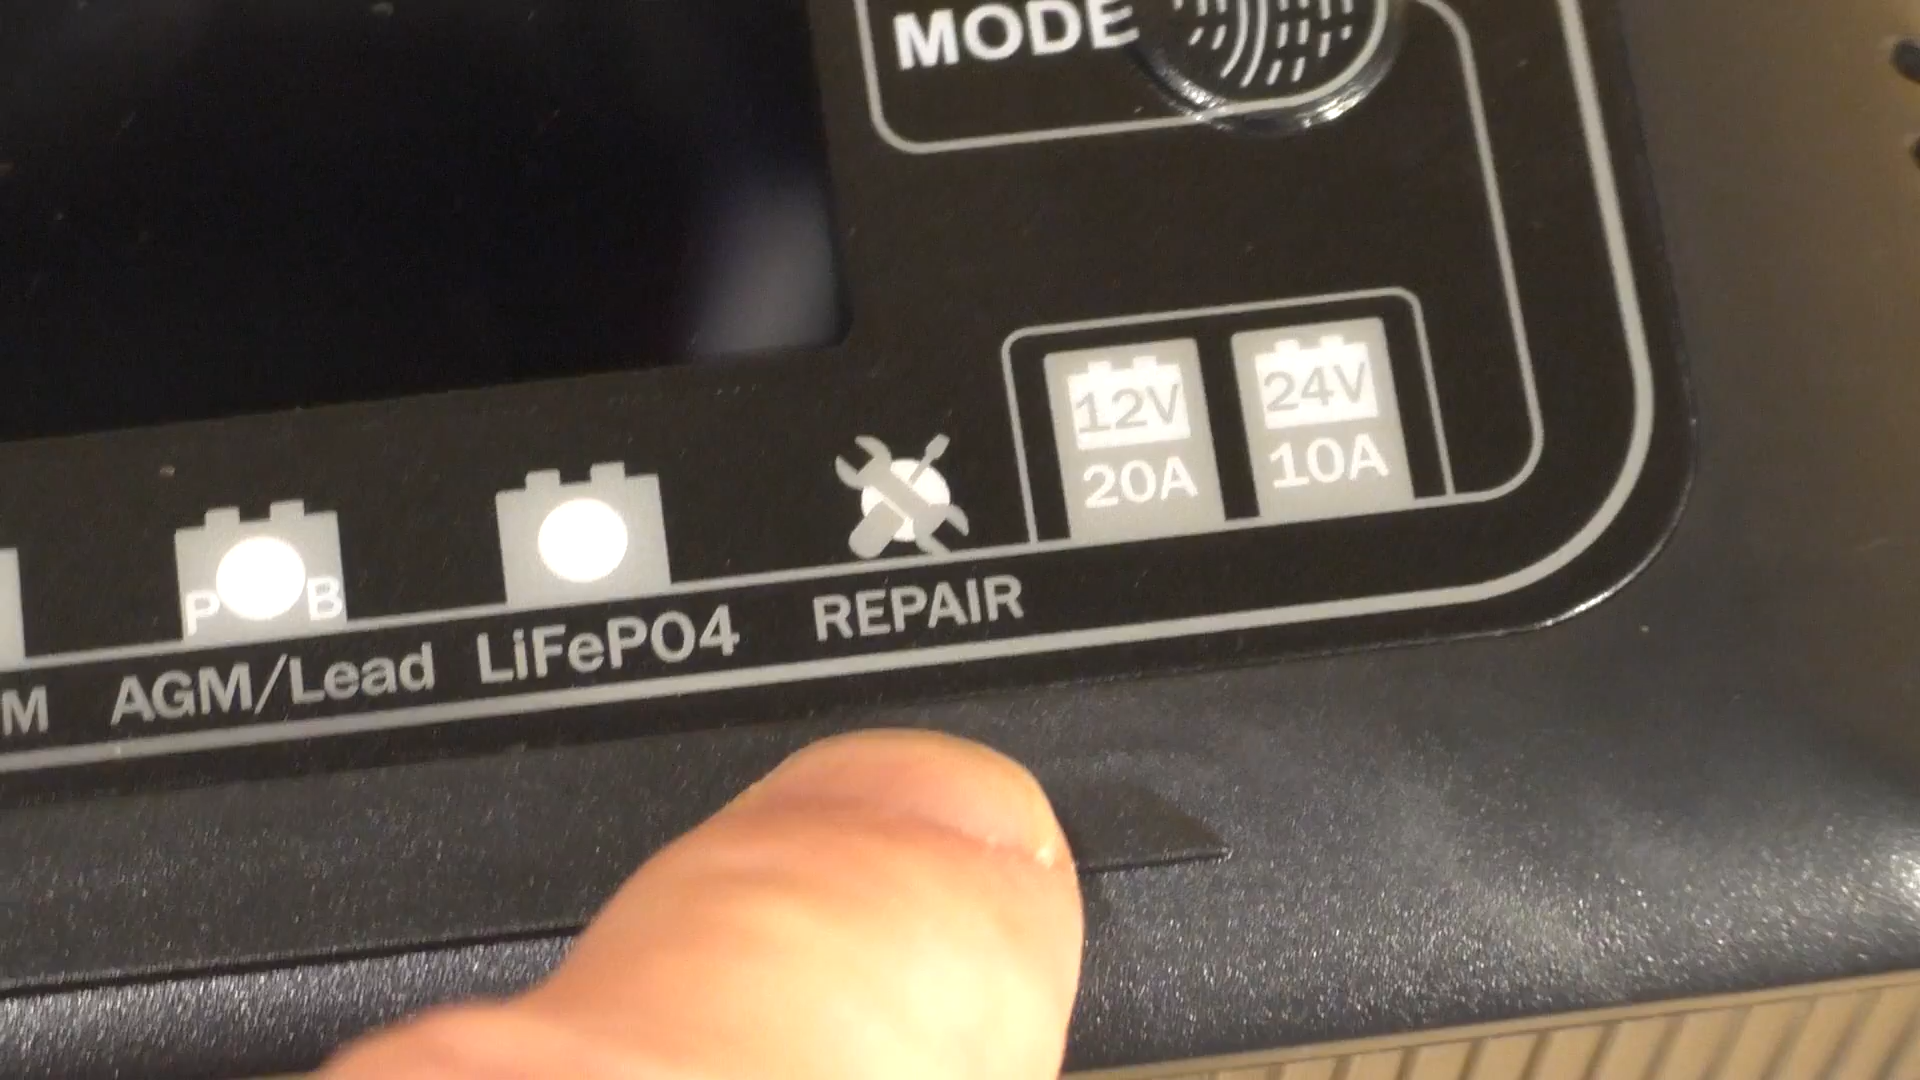 MODE
12V
20A
24V
10A
P B
M
AGM/Lead
LiFePO4
REPAIR